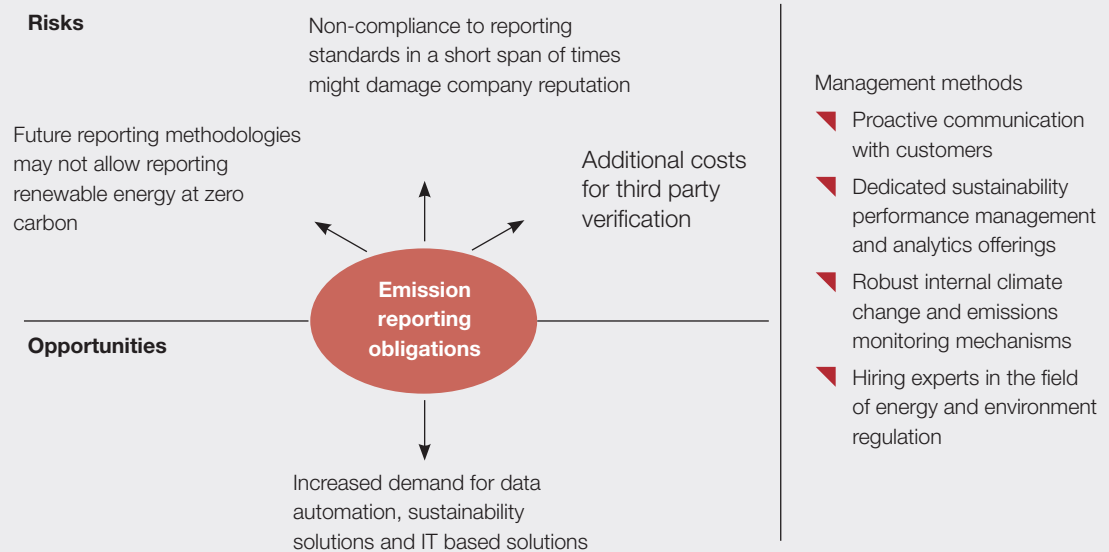 Risks
Non-compliance to reporting
standards in a short span of times
might damage company reputation
Future reporting methodologies
may not allow reporting
renewable energy at zero
carbon
Additional costs
for third party
verification
Emission
reporting
obligations
Opportunities
Increased demand for data
automation, sustainability
solutions and IT based solutions
Management methods
Proactive communication
with customers
Dedicated sustainability
performance management
and analytics offerings
Robust internal climate
change and emissions
monitoring mechanisms
Hiring experts in the field
of energy and environment
regulation